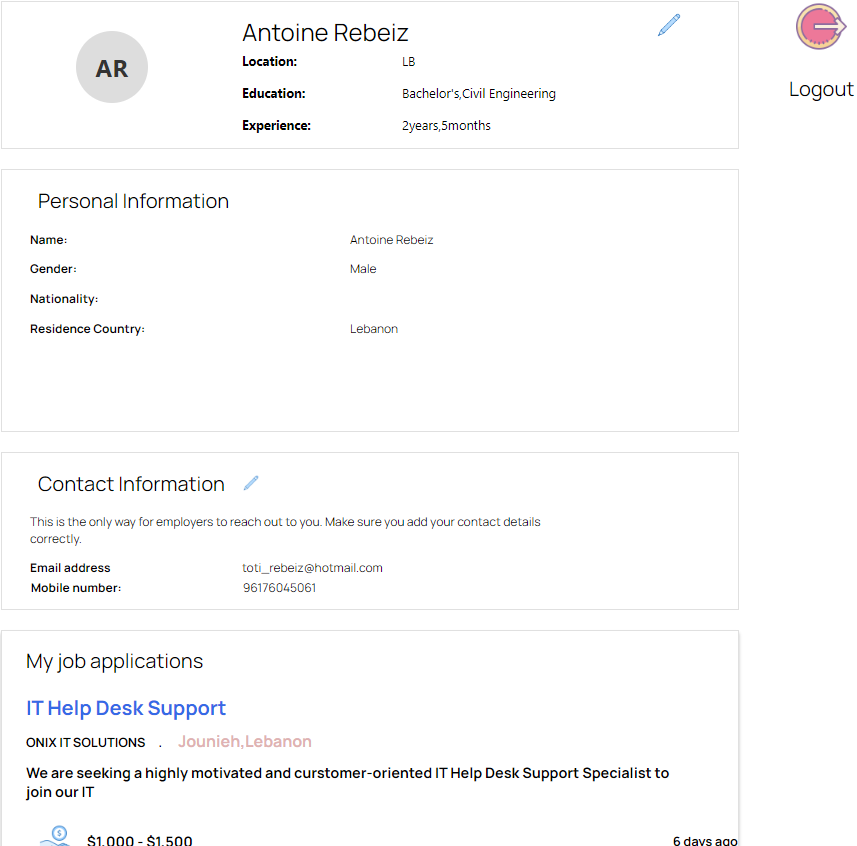 AR
Antoine Rebeiz
Location: LB
Education: Bachelor's,Civil Engineering
Experience: 2years,5months
Logout
Personal Information
Name: Antoine Rebeiz
Gender: Male
Nationality:
Residence Country: Lebanon
Contact Information
This is the only way for employers to reach out to you. Make sure you add your contact details
correctly.
Email address toti_rebeiz@hotmail.com
Mobile number: 96176045061
My job applications
IT Help Desk Support
ONIX IT SOLUTIONS . Jounieh,Lebanon
We are seeking a highly motivated and curstomer-oriented IT Help Desk Support Specialist to
join our IT
$1,000 - $1,500 6 days ago